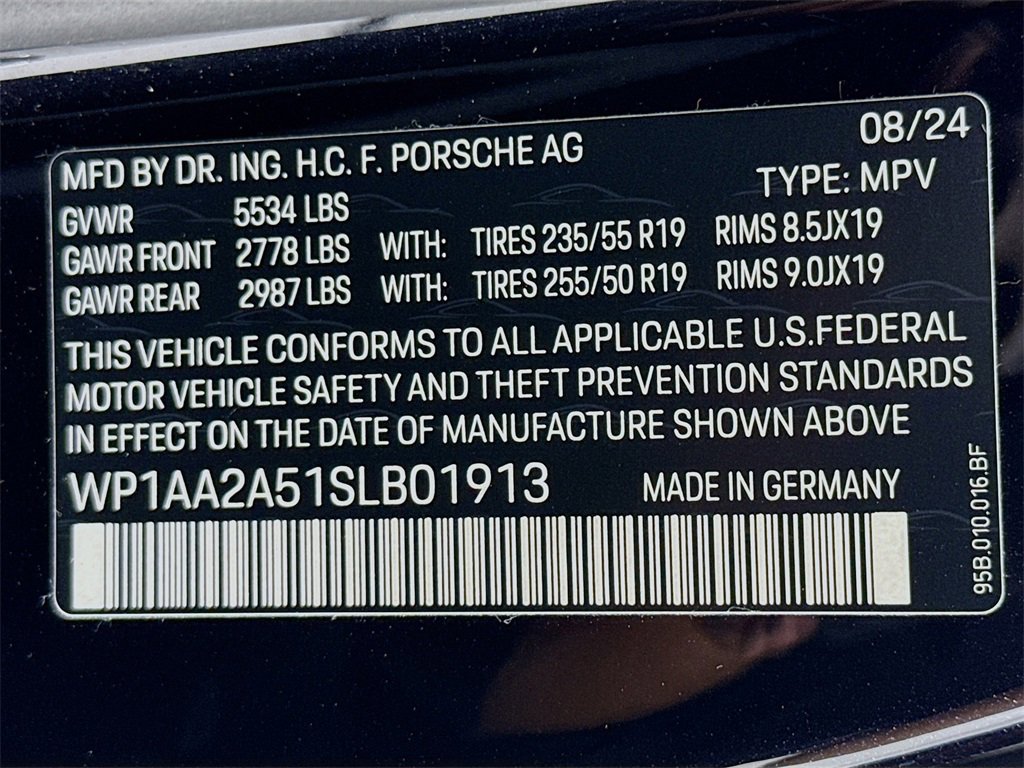 MFD BY DR. ING. H.C. F. PORSCHE AG 08/24
TYPE: MPV
GVWR 5534 LBS
GAWR FRONT 2778 LBS WITH: TIRES 235/55 R19 RIMS 8.5JX19
GAWR REAR 2987 LBS WITH: TIRES 255/50 R19 RIMS 9.0JX19
THIS VEHICLE CONFORMS TO ALL APPLICABLE U.S.FEDERAL
MOTOR VEHICLE SAFETY AND THEFT PREVENTION STANDARDS
IN EFFECT ON THE DATE OF MANUFACTURE SHOWN ABOVE
WP1AA2A51SLB01913 MADE IN GERMANY
95B.010.016.BF